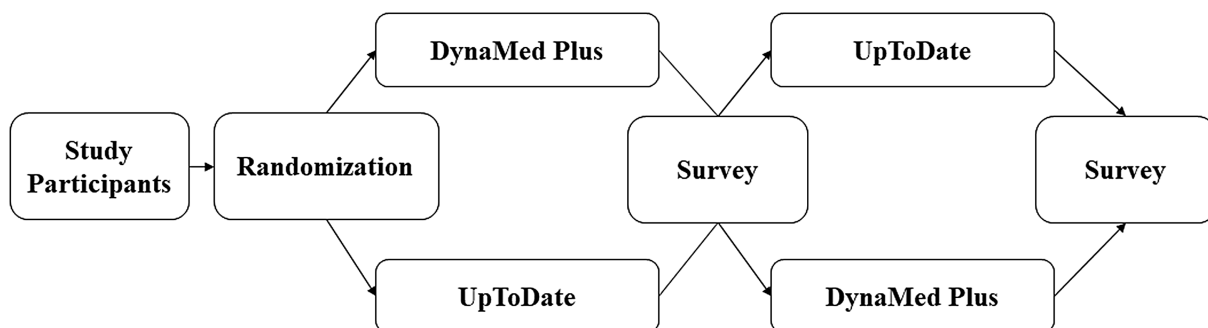 DynaMed Plus
UpToDate
Study
Participants
Randomization
Survey
Survey
UpToDate
DynaMed Plus